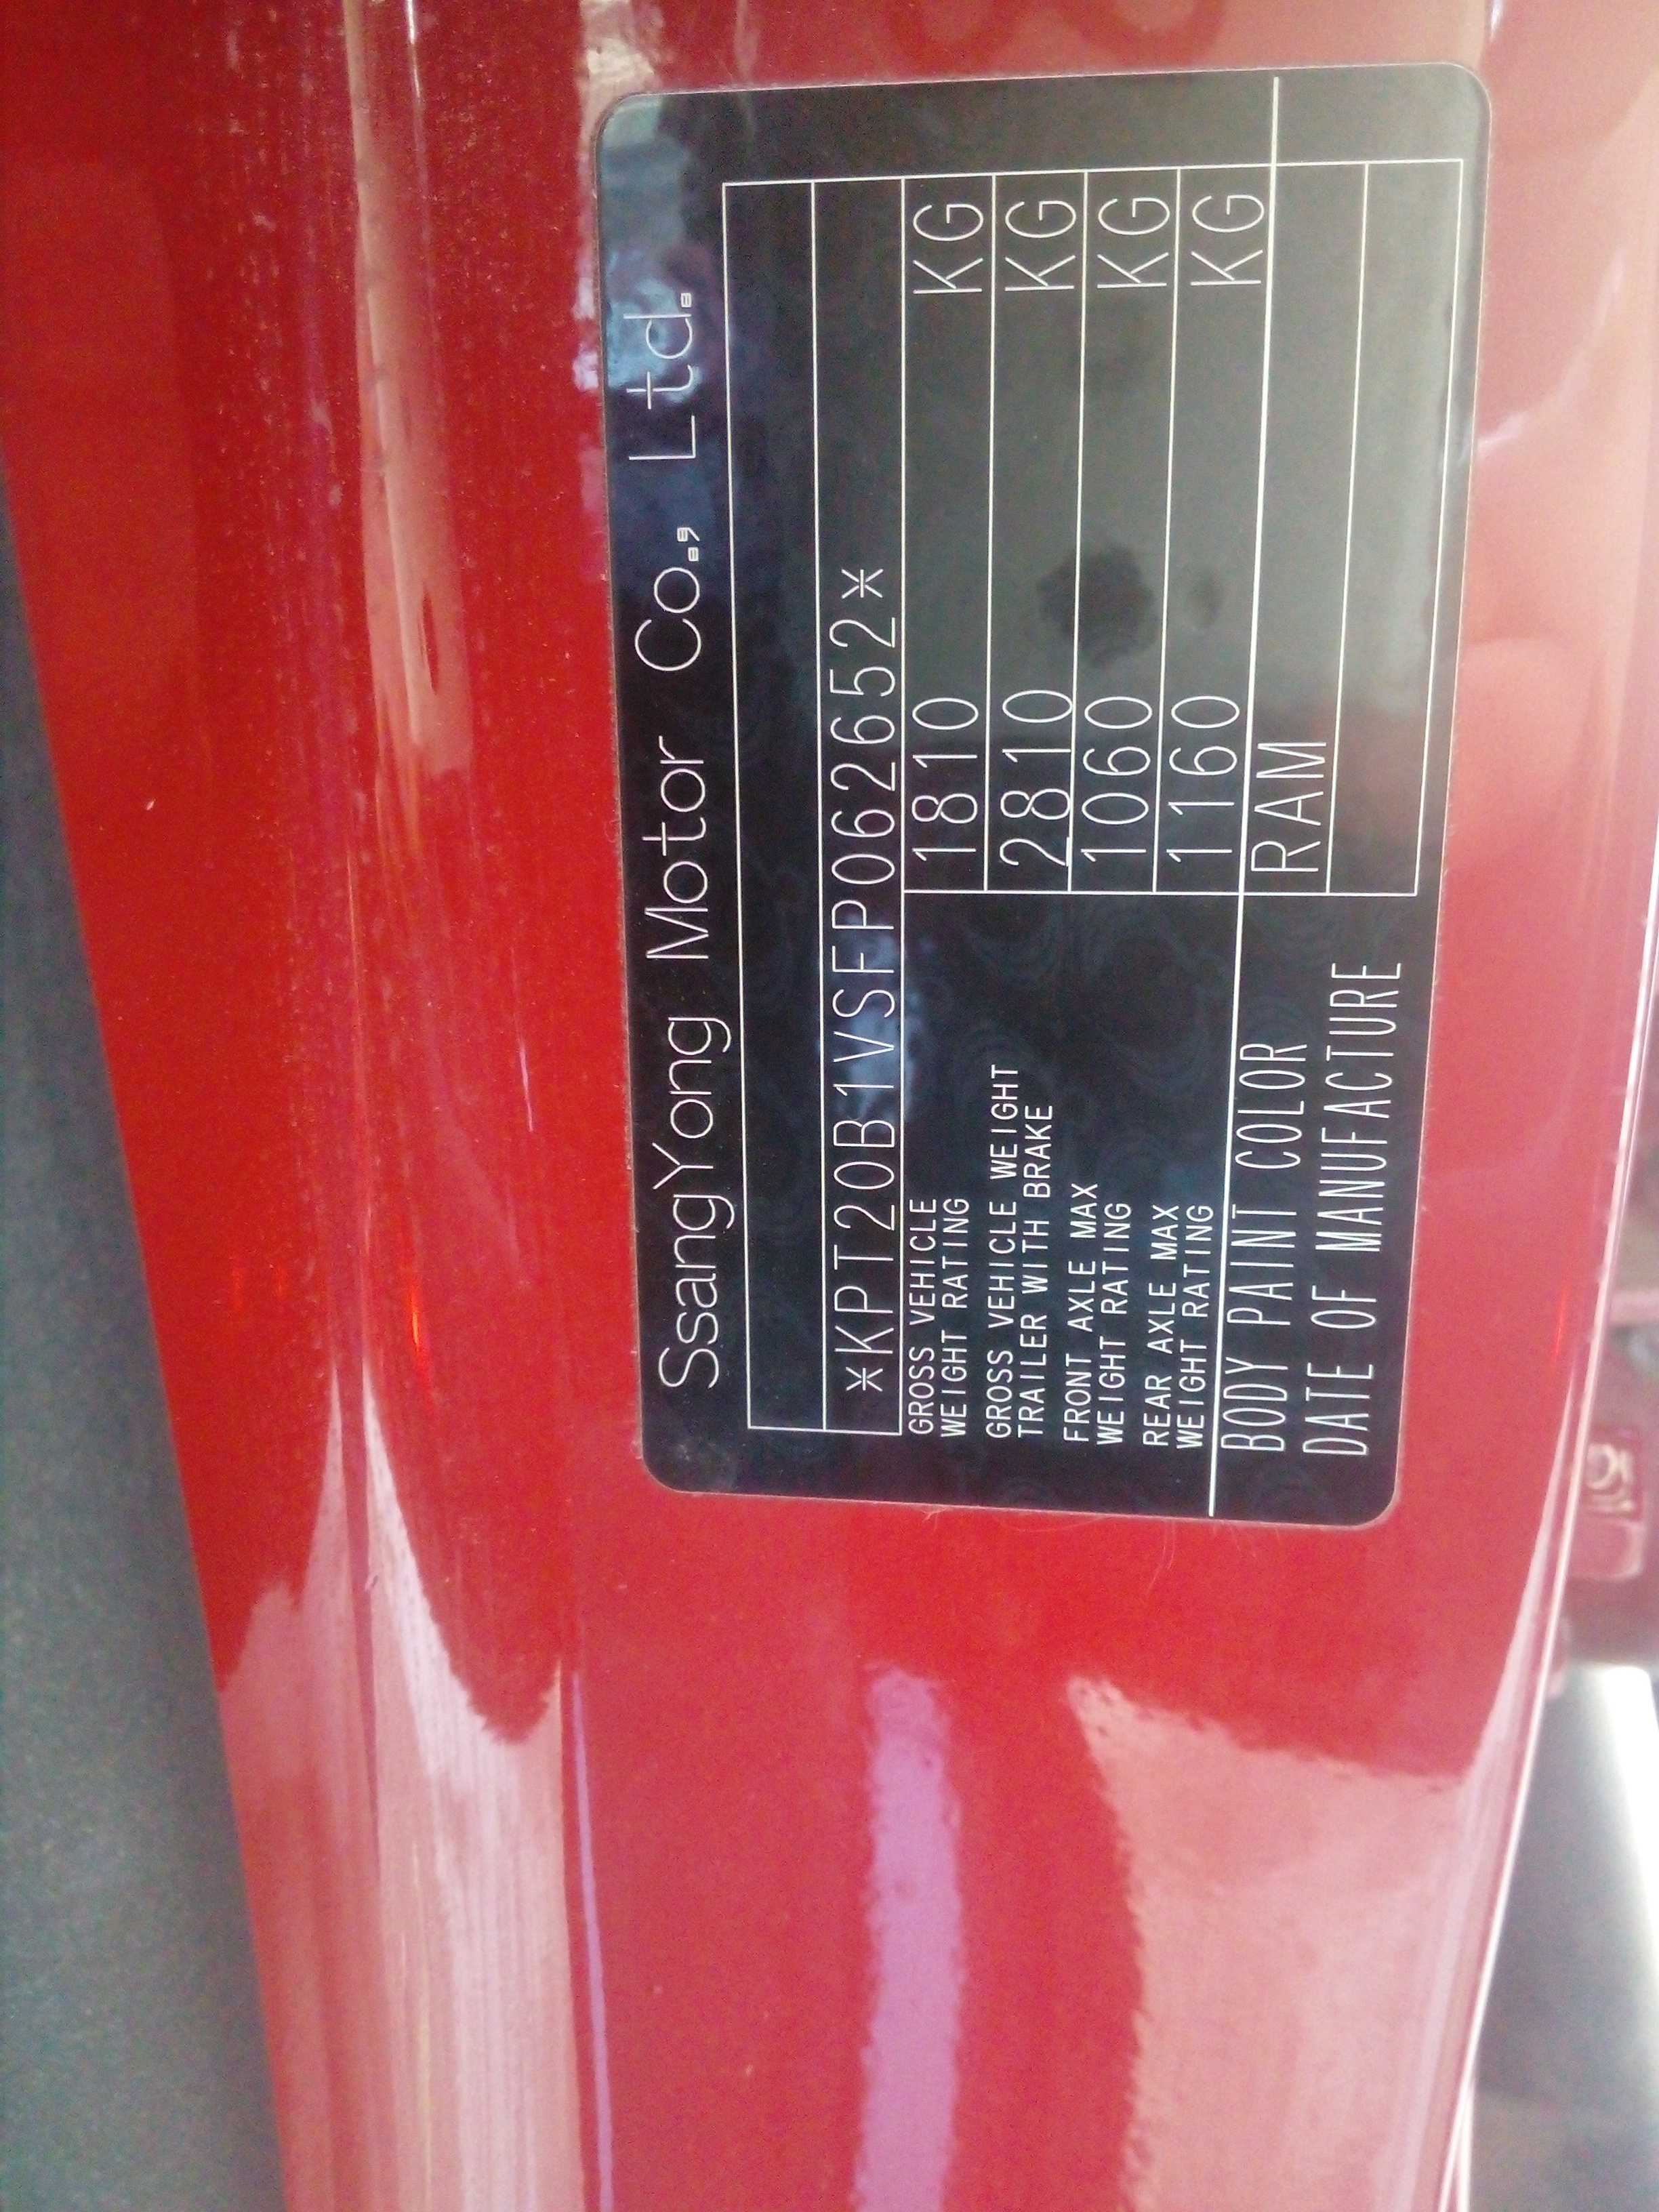 SsangYong Motor Co., Ltd.
*KPT20B1VSFP062652*
GROSS VEHICLE
WEIGHT RATING
1810 KG
GROSS VEHICLE WEIGHT
TRAILER WITH BRAKE
2810 KG
FRONT AXLE MAX
WEIGHT RATING
1060 KG
REAR AXLE MAX
WEIGHT RATING
1160 KG
BODY PAINT COLOR RAM
DATE OF MANUFACTURE